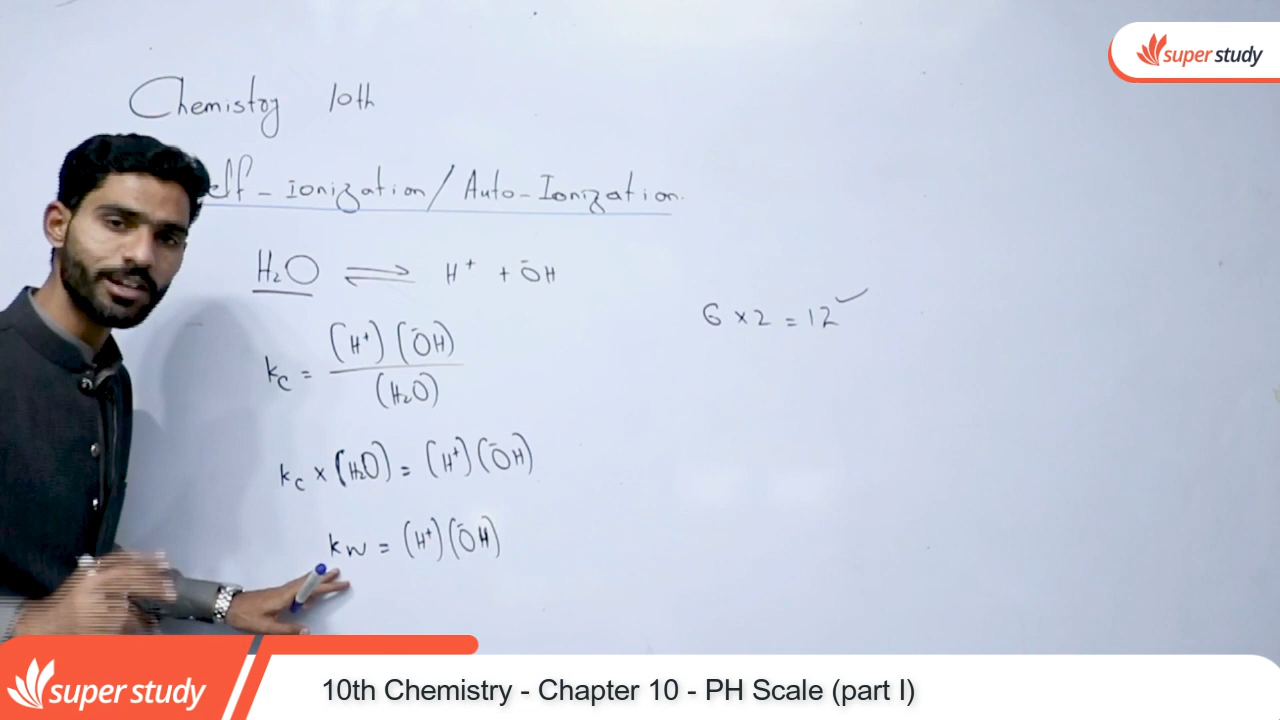 super study
Chemistry 10th
elf-ionization/Auto-Ionization.
H₂O ⇌ H⁺ + ŌH
6 × 2 = 12 ✓
kc = (H⁺)(ŌH) / (H₂O)
kc × (H₂O) = (H⁺)(ŌH)
kw = (H⁺)(ŌH)
super study
10th Chemistry - Chapter 10 - PH Scale (part I)